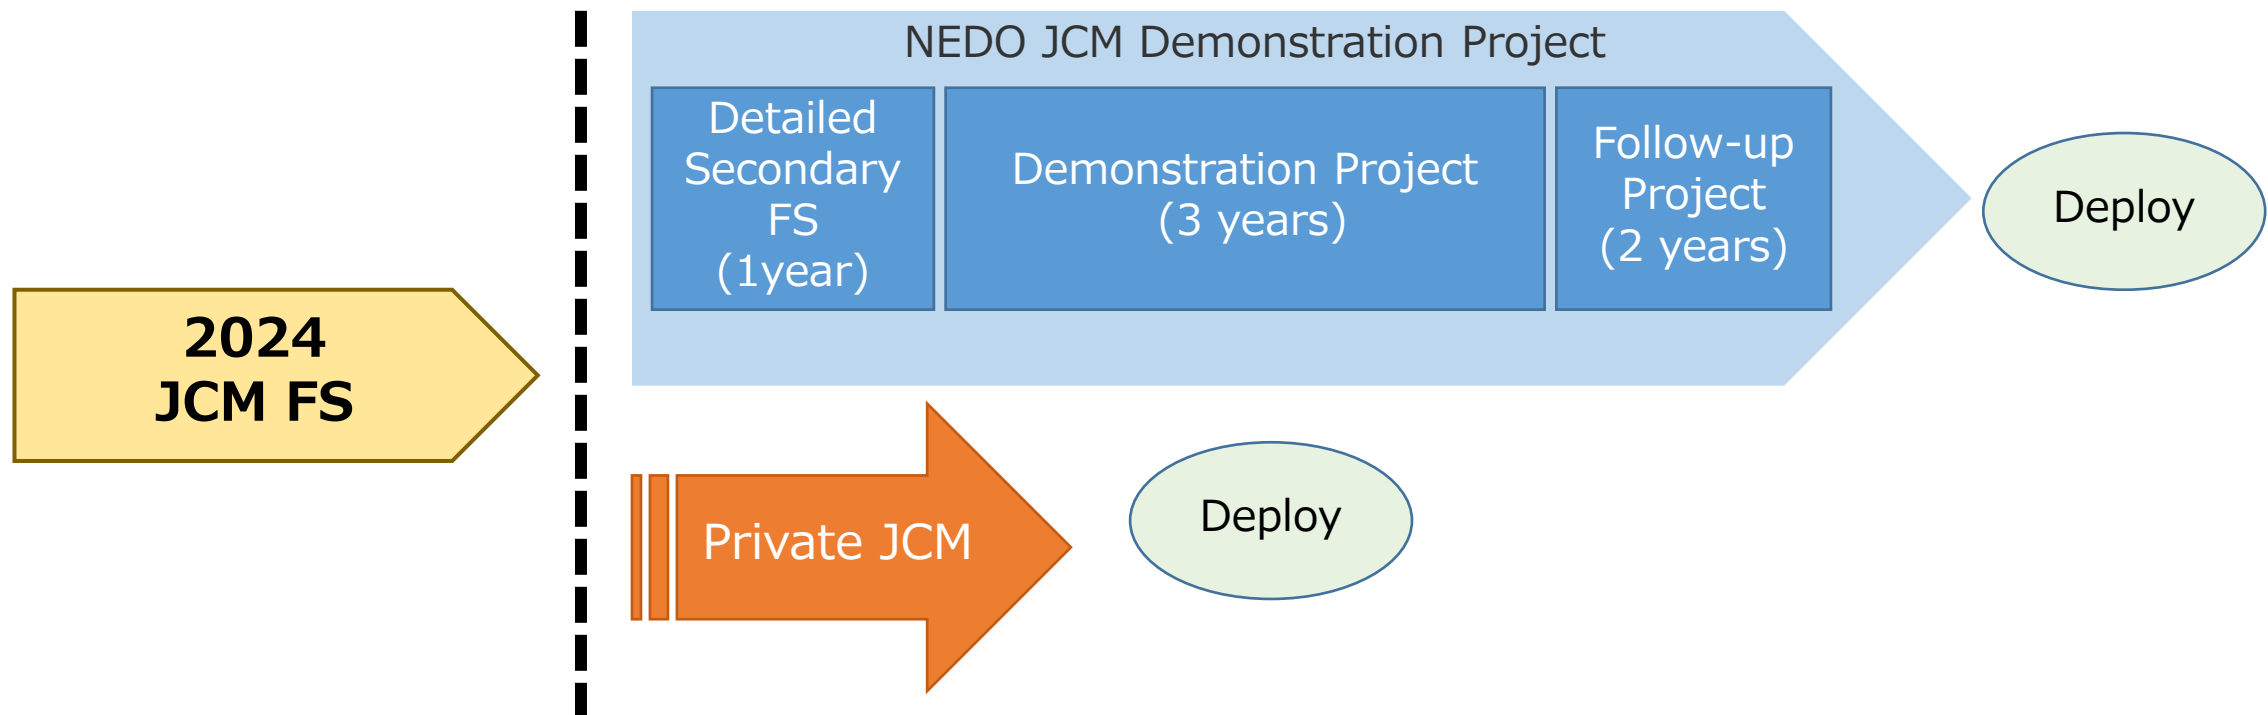 2024
JCM FS
NEDO JCM Demonstration Project
Detailed
Secondary
FS
(1year)
Demonstration Project
(3 years)
Follow-up
Project
(2 years)
Deploy
Private JCM
Deploy